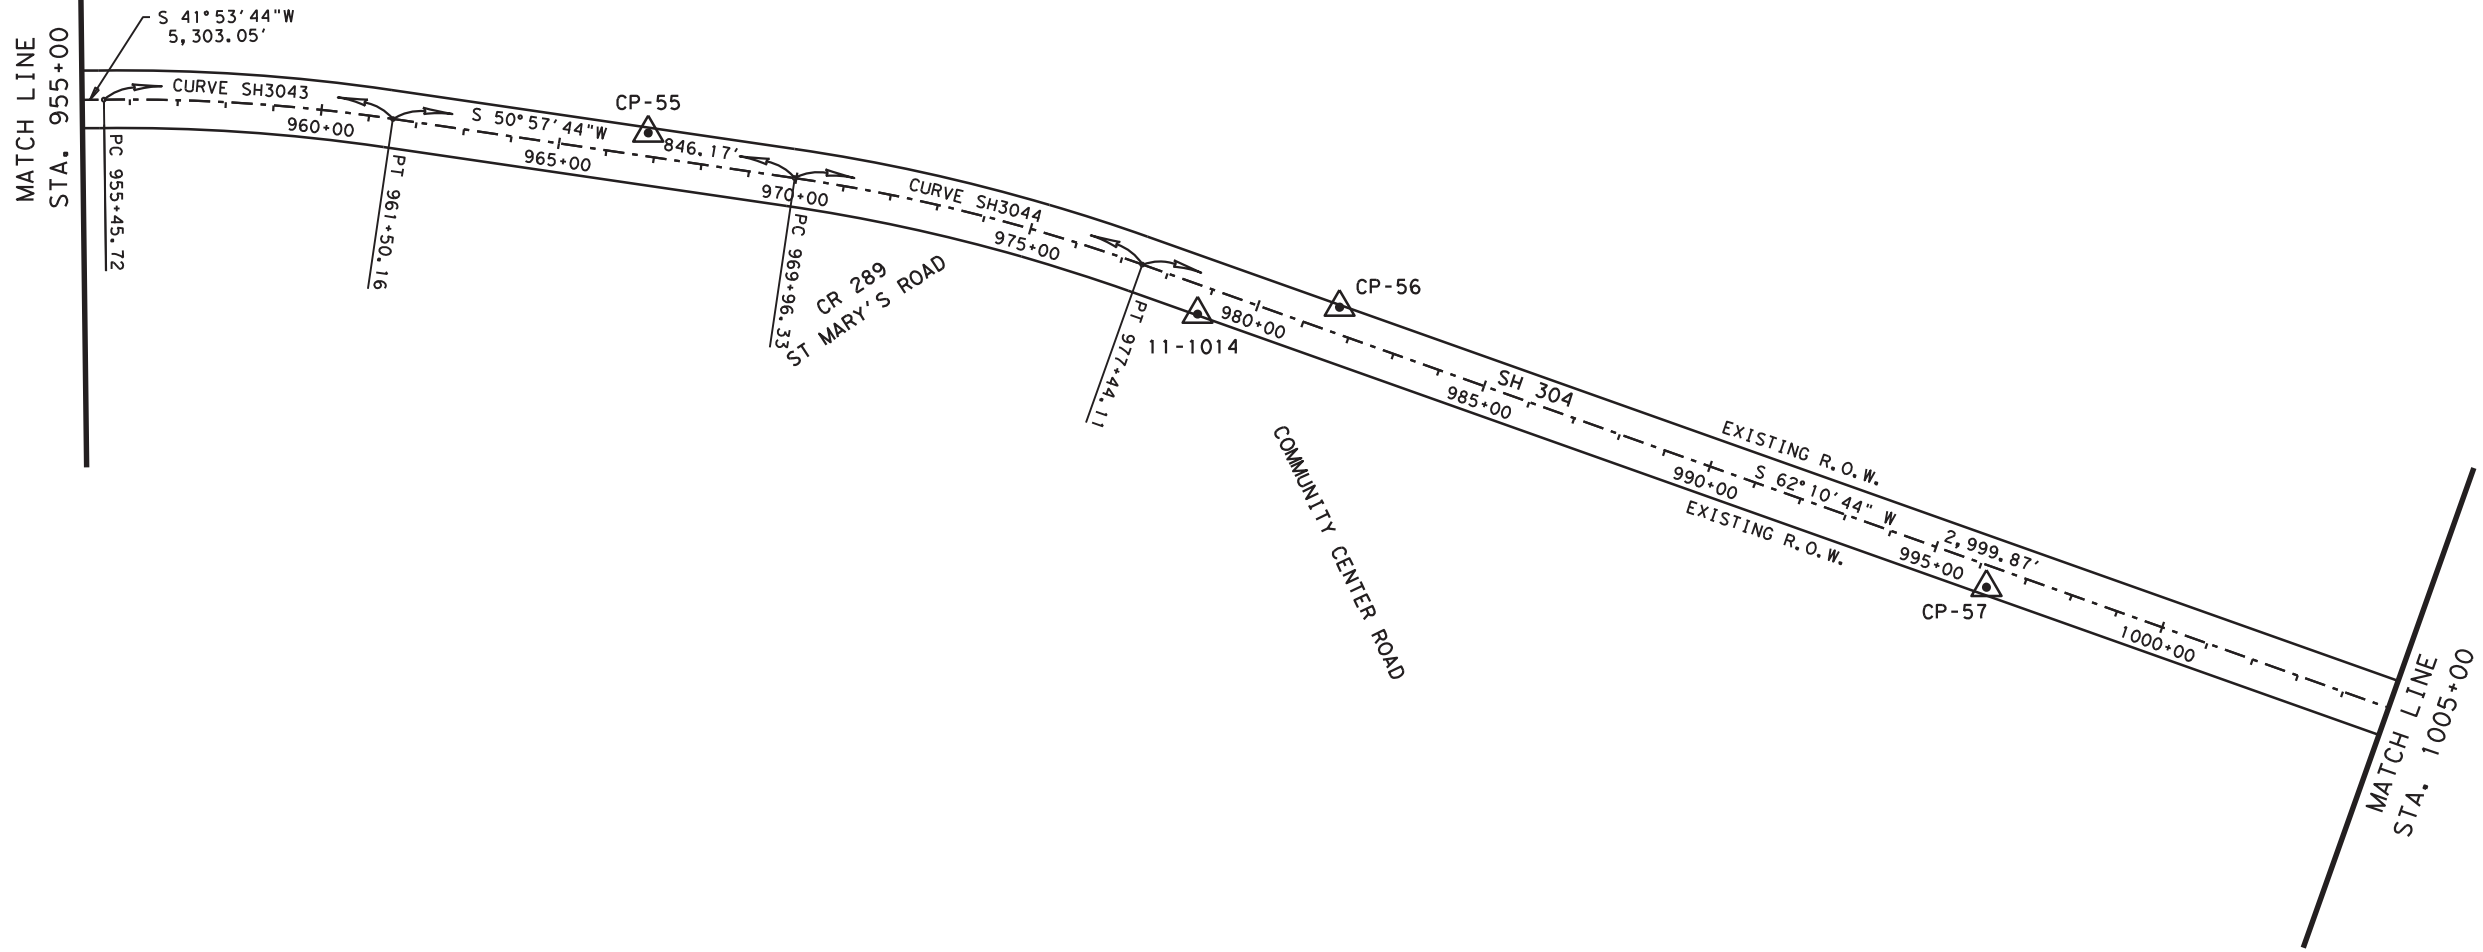 S 41°53'44"W
5,303.05'
MATCH LINE
STA. 955+00
CURVE SH3043
960+00
PC 955+45.72
PT 961+50.16
S 50°57'44"W
846.17'
965+00
CP-55
970+00
PC 969+96.33
CURVE SH3044
975+00
CR 289
ST MARY'S ROAD
PT 977+44.11
11-1014
980+00
CP-56
SH 304
985+00
COMMUNITY CENTER ROAD
EXISTING R.O.W.
S 62°10'44" W
2,999.87'
990+00
EXISTING R.O.W.
995+00
CP-57
1000+00
MATCH LINE
STA. 1005+00